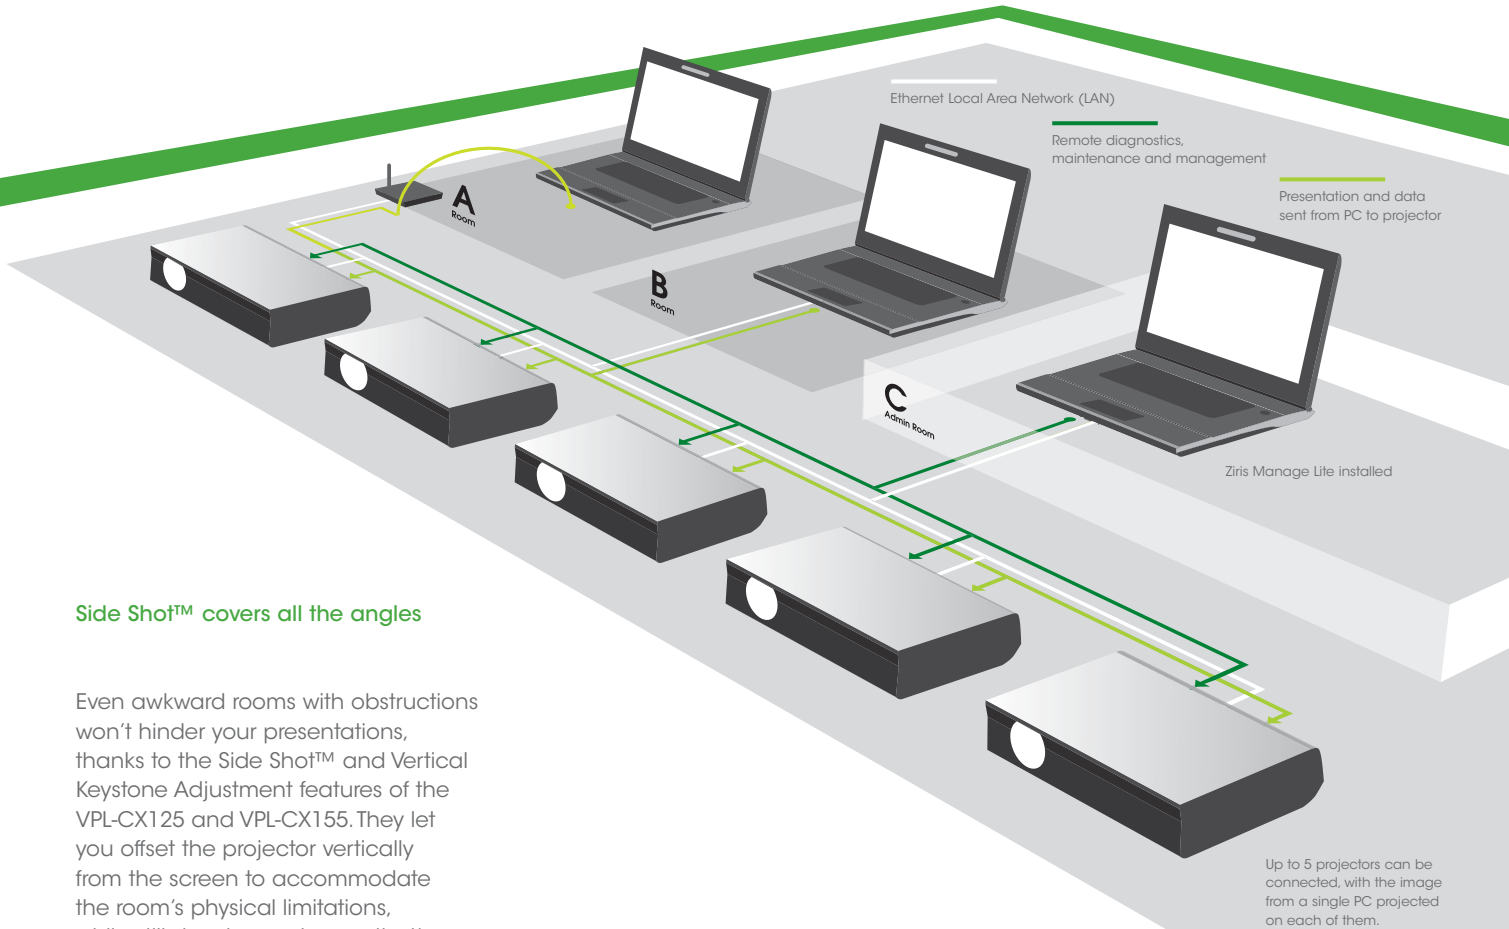 Ethernet Local Area Network (LAN)
Remote diagnostics,
maintenance and management
Presentation and data
sent from PC to projector
A
Room
B
Room
C
Admin Room
Ziris Manage Lite installed
Side Shot™ covers all the angles
Even awkward rooms with obstructions
won't hinder your presentations,
thanks to the Side Shot™ and Vertical
Keystone Adjustment features of the
VPL-CX125 and VPL-CX155. They let
you offset the projector vertically
from the screen to accommodate
the room's physical limitations,
Up to 5 projectors can be
connected, with the image
from a single PC projected
on each of them.